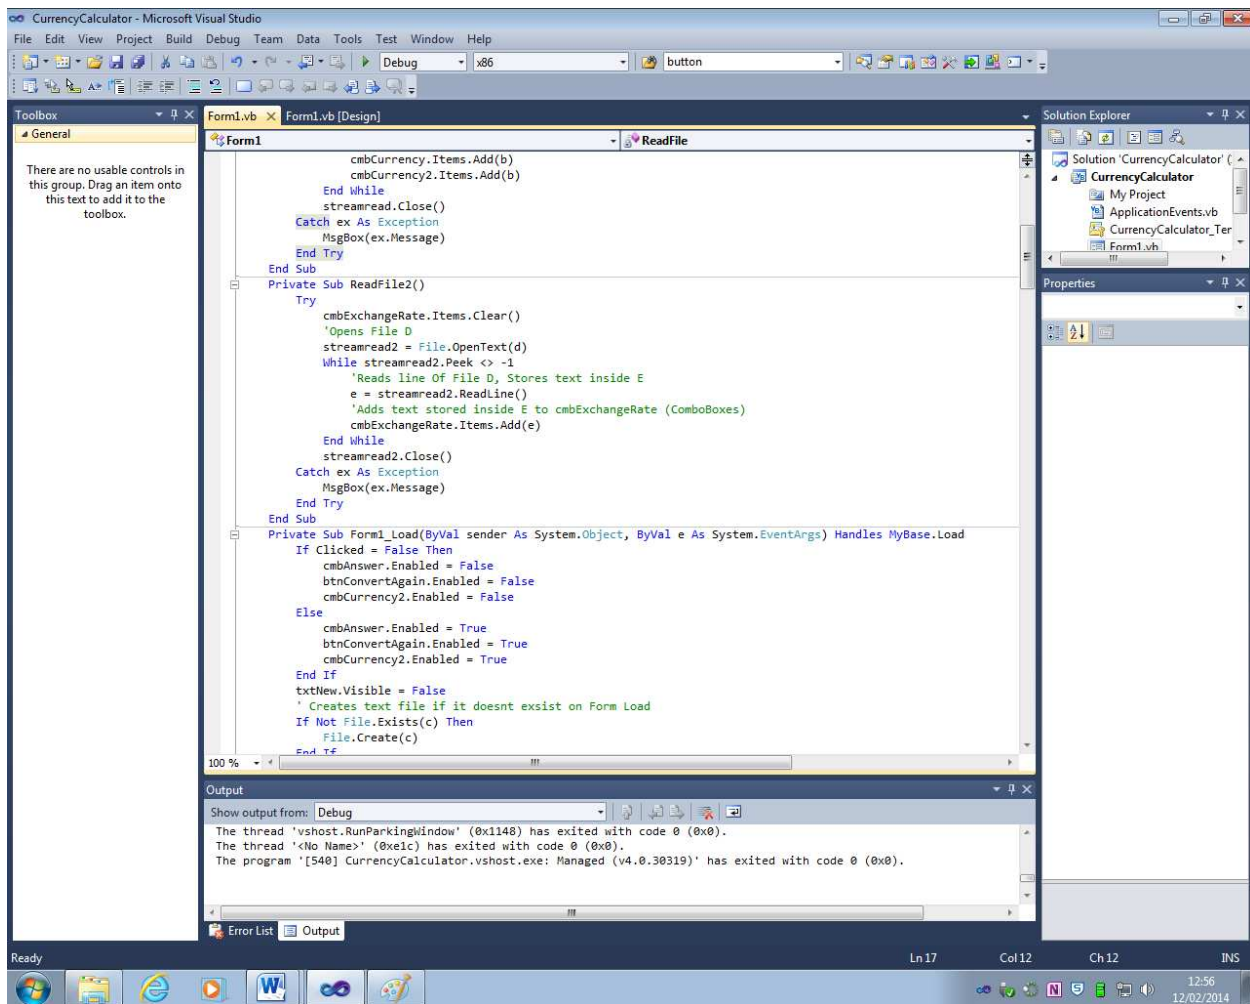 CurrencyCalculator - Microsoft Visual Studio
File Edit View Project Build Debug Team Data Tools Test Window Help
Debug x86 button
Toolbox
General
There are no usable controls in
this group. Drag an item onto
this text to add it to the
toolbox.
Form1.vb Form1.vb [Design]
Form1 ReadFile
cmbCurrency.Items.Add(b)
cmbCurrency2.Items.Add(b)
End While
streamread.Close()
Catch ex As Exception
MsgBox(ex.Message)
End Try
End Sub
Private Sub ReadFile2()
Try
cmbExchangeRate.Items.Clear()
'Opens File D
streamread2 = File.OpenText(d)
While streamread2.Peek <> -1
'Reads line Of File D, Stores text inside E
e = streamread2.ReadLine()
'Adds text stored inside E to cmbExchangeRate (ComboBoxes)
cmbExchangeRate.Items.Add(e)
End While
streamread2.Close()
Catch ex As Exception
MsgBox(ex.Message)
End Try
End Sub
Private Sub Form1_Load(ByVal sender As System.Object, ByVal e As System.EventArgs) Handles MyBase.Load
If Clicked = False Then
cmbAnswer.Enabled = False
btnConvertAgain.Enabled = False
cmbCurrency2.Enabled = False
Else
cmbAnswer.Enabled = True
btnConvertAgain.Enabled = True
cmbCurrency2.Enabled = True
End If
txtNew.Visible = False
' Creates text file if it doesnt exsist on Form Load
If Not File.Exists(c) Then
File.Create(c)
End If
100 %
Output
Show output from: Debug
The thread 'vshost.RunParkingWindow' (0x1148) has exited with code 0 (0x0).
The thread '<No Name>' (0xe1c) has exited with code 0 (0x0).
The program '[540] CurrencyCalculator.vshost.exe: Managed (v4.0.30319)' has exited with code 0 (0x0).
Error List Output
Solution Explorer
Solution 'CurrencyCalculator' (
CurrencyCalculator
My Project
ApplicationEvents.vb
CurrencyCalculator_Ter
Form1.vb
Properties
Ready Ln 17 Col 12 Ch 12 INS
12:56
12/02/2014